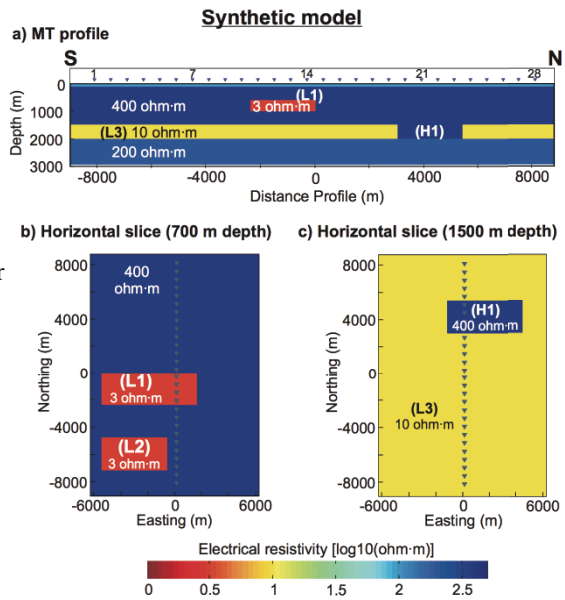 Synthetic model
a) MT profile
S N
1 7 14 21 28
0
1000
2000
3000
Depth (m)
400 ohm·m
(L1)
3 ohm·m
(L3) 10 ohm·m
(H1)
200 ohm·m
-8000 -4000 0 4000 8000
Distance Profile (m)
b) Horizontal slice (700 m depth)
8000
4000
0
-4000
-8000
Northing (m)
400
ohm·m
(L1)
3 ohm·m
(L2)
3 ohm·m
-6000 0 6000
Easting (m)
c) Horizontal slice (1500 m depth)
8000
4000
0
-4000
-8000
Northing (m)
(H1)
400 ohm·m
(L3)
10 ohm·m
-6000 0 6000
Easting (m)
r
Electrical resistivity [log10(ohm·m)]
0 0.5 1 1.5 2 2.5